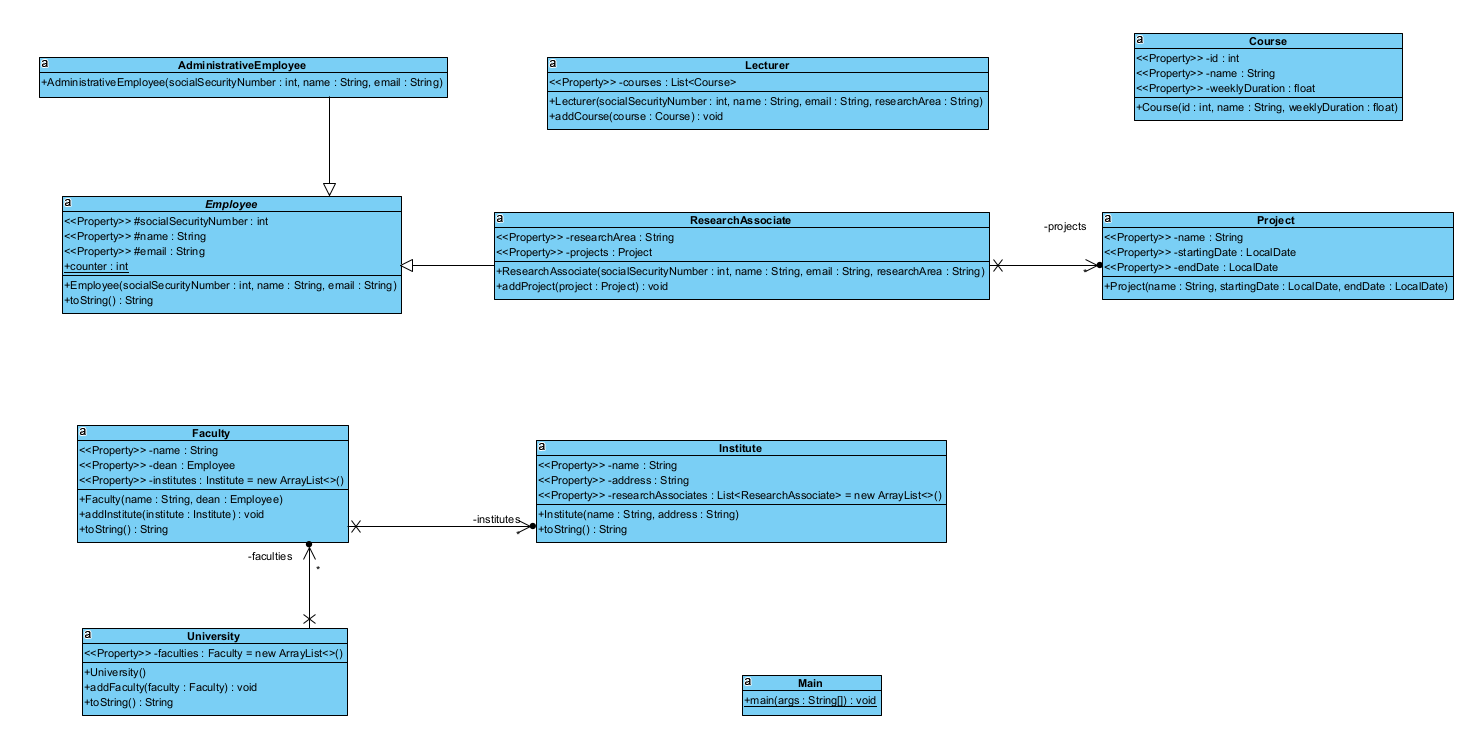 a
AdministrativeEmployee
+AdministrativeEmployee(socialSecurityNumber : int, name : String, email : String)
a
Lecturer
<<Property>> -courses : List<Course>
+Lecturer(socialSecurityNumber : int, name : String, email : String, researchArea : String)
+addCourse(course : Course) : void
a
Course
<<Property>> -id : int
<<Property>> -name : String
<<Property>> -weeklyDuration : float
+Course(id : int, name : String, weeklyDuration : float)
a
Employee
<<Property>> #socialSecurityNumber : int
<<Property>> #name : String
<<Property>> #email : String
+counter : int
+Employee(socialSecurityNumber : int, name : String, email : String)
+toString() : String
a
ResearchAssociate
<<Property>> -researchArea : String
<<Property>> -projects : Project
+ResearchAssociate(socialSecurityNumber : int, name : String, email : String, researchArea : String)
+addProject(project : Project) : void
-projects
*
a
Project
<<Property>> -name : String
<<Property>> -startingDate : LocalDate
<<Property>> -endDate : LocalDate
+Project(name : String, startingDate : LocalDate, endDate : LocalDate)
a
Faculty
<<Property>> -name : String
<<Property>> -dean : Employee
<<Property>> -institutes : Institute = new ArrayList<>()
+Faculty(name : String, dean : Employee)
+addInstitute(institute : Institute) : void
+toString() : String
-institutes
*
a
Institute
<<Property>> -name : String
<<Property>> -address : String
<<Property>> -researchAssociates : List<ResearchAssociate> = new ArrayList<>()
+Institute(name : String, address : String)
+toString() : String
-faculties
*
a
University
<<Property>> -faculties : Faculty = new ArrayList<>()
+University()
+addFaculty(faculty : Faculty) : void
+toString() : String
a
Main
+main(args : String[]) : void